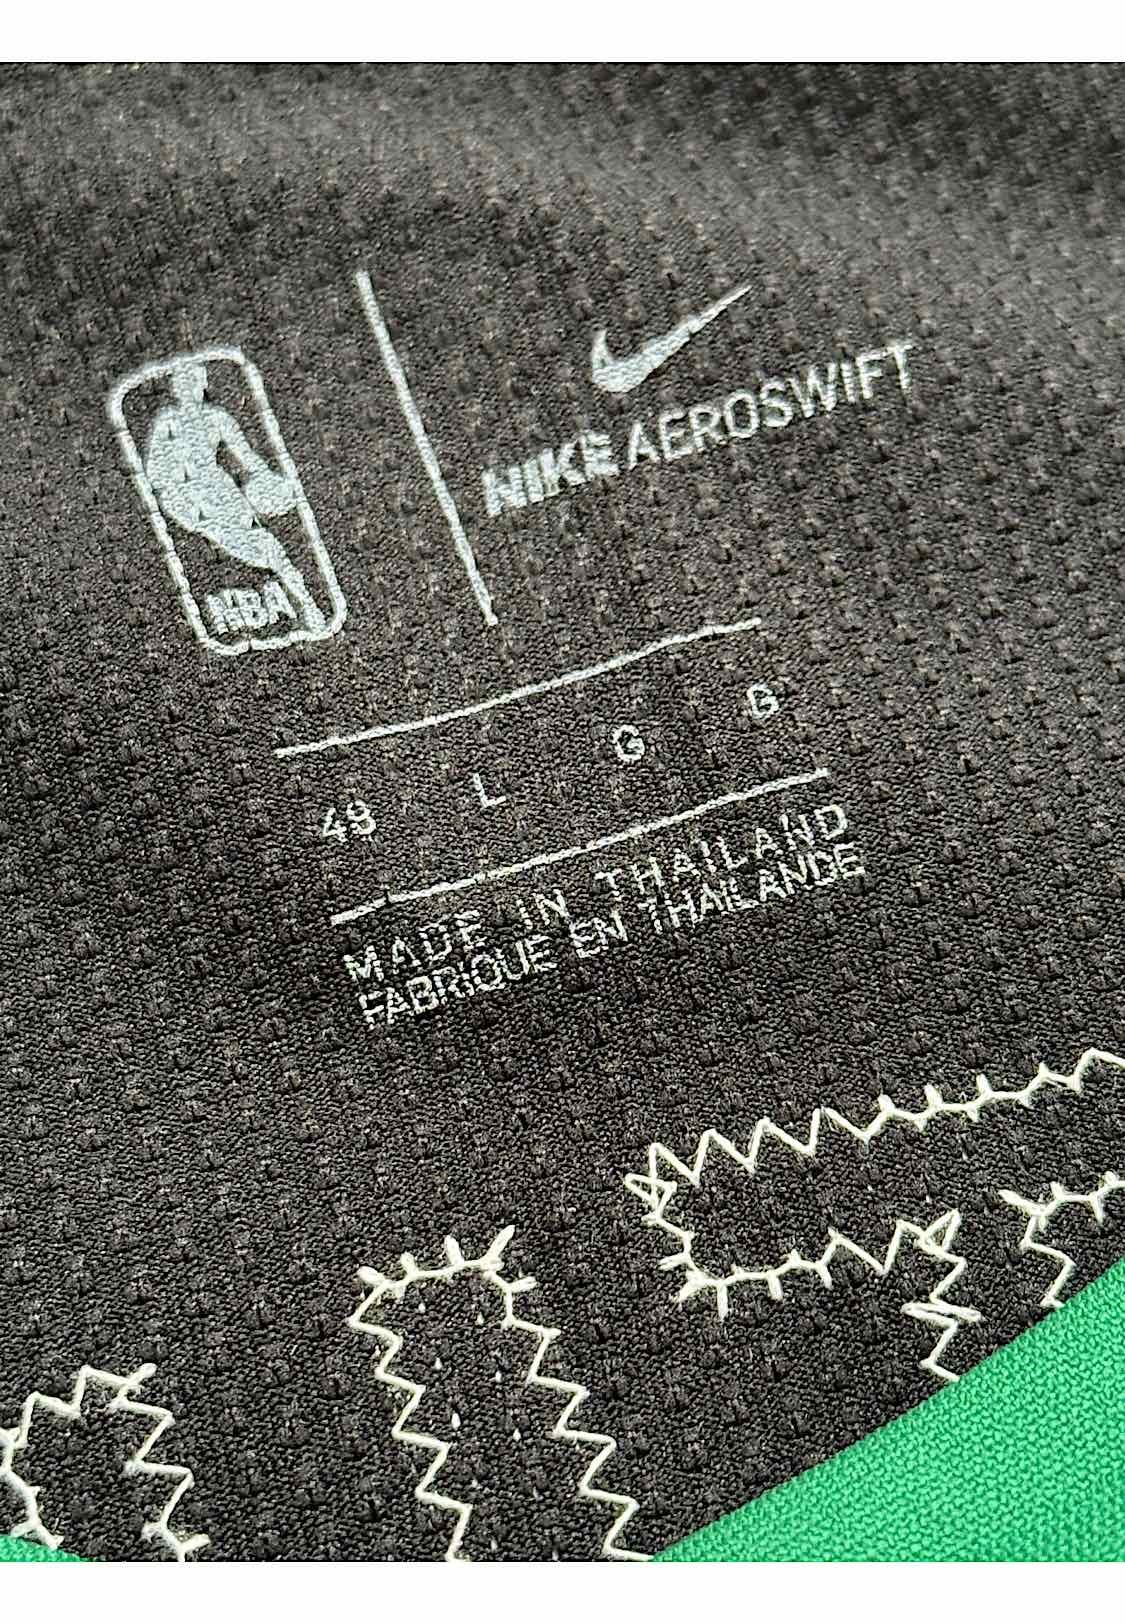 NBA
NIKE AEROSWIFT
48 L G G
MADE IN THAILAND
FABRIQUE EN THAILANDE